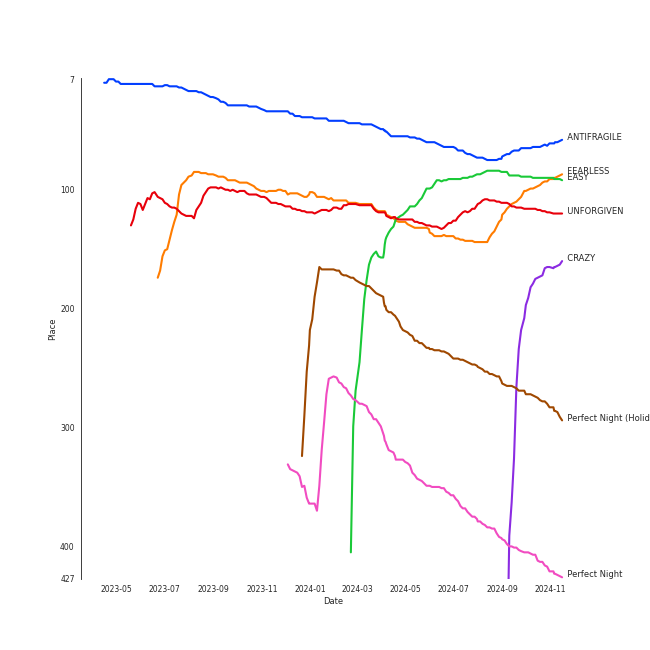 7
ANTIFRAGILE
FEARLESS
EASY
100
UNFORGIVEN
CRAZY
200
Place
300
Perfect Night (Holid
400
Perfect Night
427
2023-05 2023-07 2023-09 2023-11 2024-01 2024-03 2024-05 2024-07 2024-09 2024-11
Date